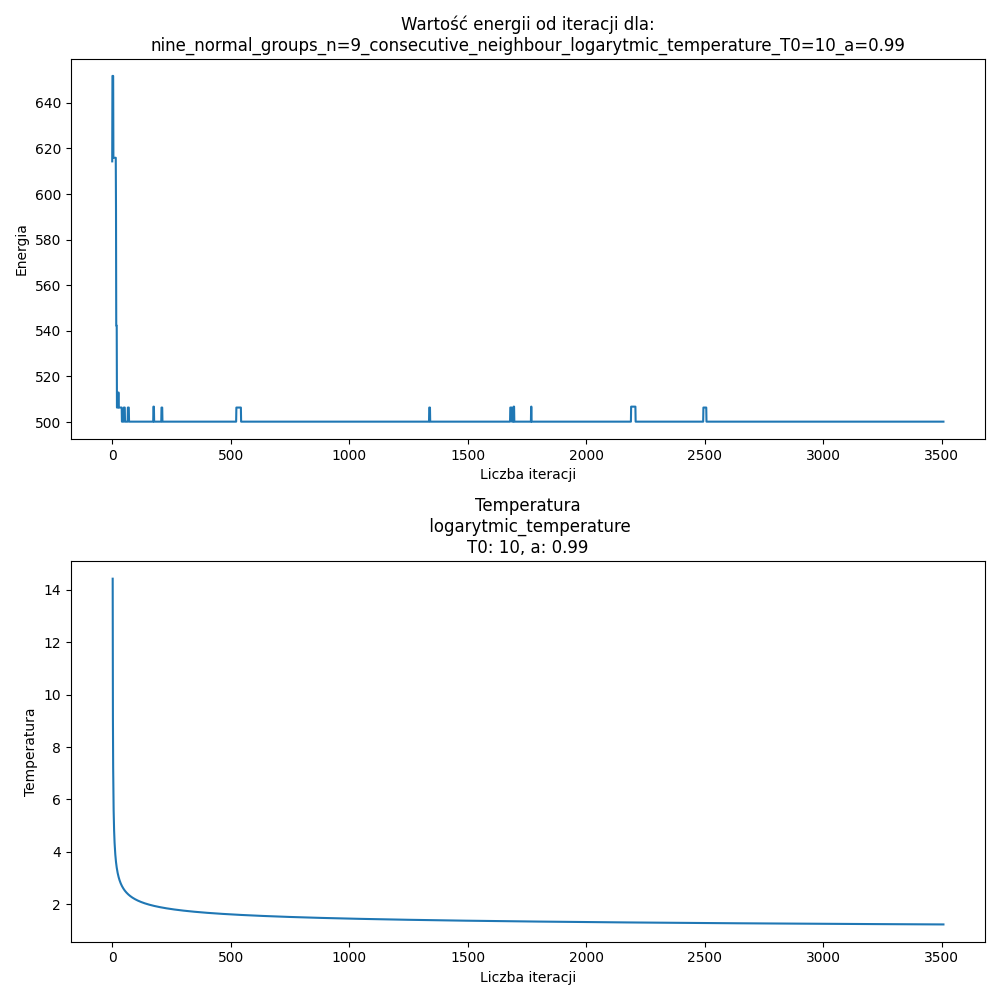 Wartość energii od iteracji dla:
nine_normal_groups_n=9_consecutive_neighbour_logarytmic_temperature_T0=10_a=0.99
Energia
640
620
600
580
560
540
520
500
0 500 1000 1500 2000 2500 3000 3500
Liczba iteracji
Temperatura
logarytmic_temperature
T0: 10, a: 0.99
Temperatura
14
12
10
8
6
4
2
0 500 1000 1500 2000 2500 3000 3500
Liczba iteracji